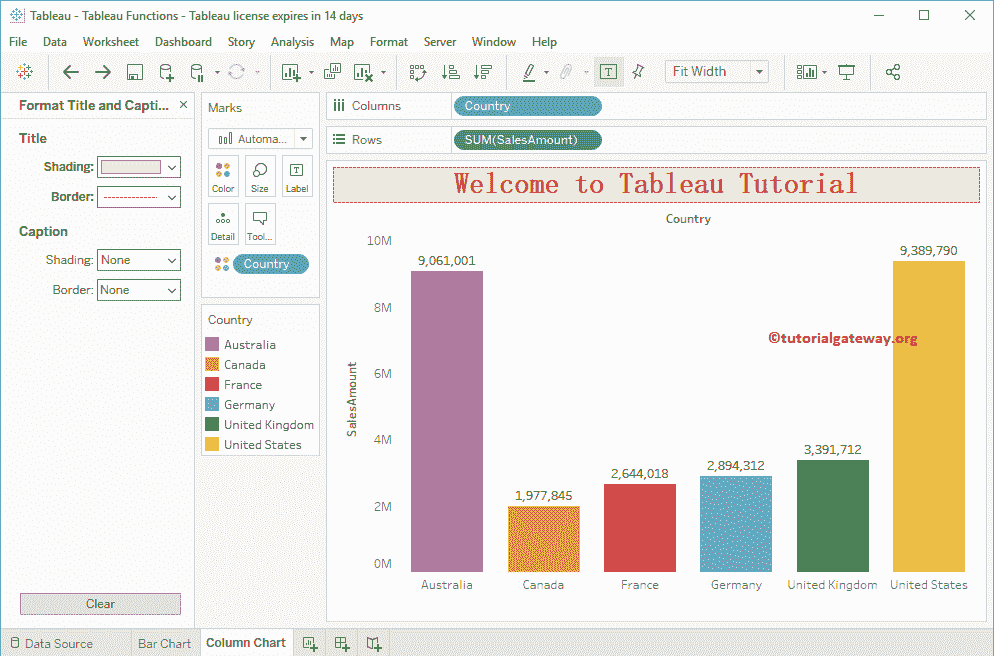 Tableau - Tableau Functions - Tableau license expires in 14 days
File Data Worksheet Dashboard Story Analysis Map Format Server Window Help
Fit Width
Format Title and Capti...
Title
Shading:
Border:
Caption
Shading: None
Border: None
Clear
Marks
Automa...
Color Size Label
Detail Tool...
Country
Country
Australia
Canada
France
Germany
United Kingdom
United States
Columns Country
Rows SUM(SalesAmount)
Welcome to Tableau Tutorial
Country
SalesAmount
10M
8M
6M
4M
2M
0M
9,061,001
1,977,845
2,644,018
2,894,312
3,391,712
9,389,790
©tutorialgateway.org
Australia Canada France Germany United Kingdom United States
Data Source Bar Chart Column Chart